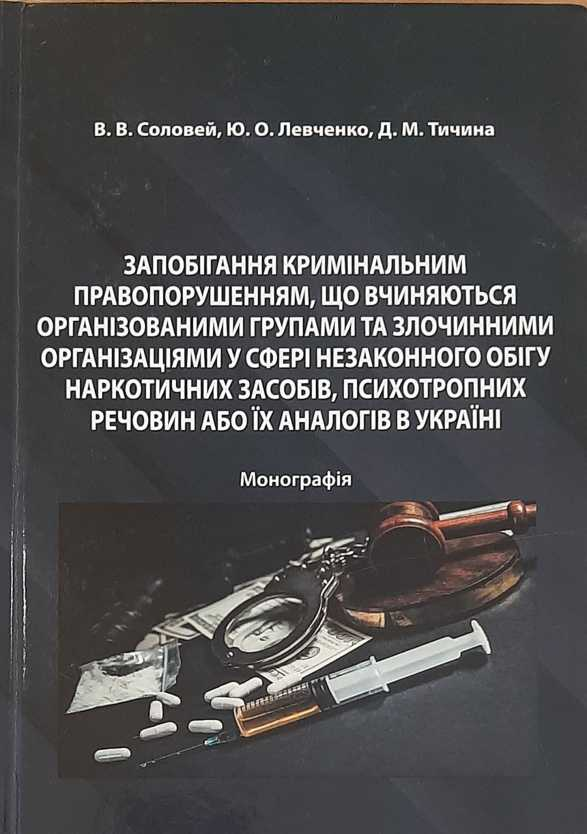 В. В. Соловей, Ю. О. Левченко, Д. М. Тичина
ЗАПОБІГАННЯ КРИМІНАЛЬНИМ
ПРАВОПОРУШЕННЯМ, ЩО ВЧИНЯЮТЬСЯ
ОРГАНІЗОВАНИМИ ГРУПАМИ ТА ЗЛОЧИННИМИ
ОРГАНІЗАЦІЯМИ У СФЕРІ НЕЗАКОННОГО ОБІГУ
НАРКОТИЧНИХ ЗАСОБІВ, ПСИХОТРОПНИХ
РЕЧОВИН АБО ЇХ АНАЛОГІВ В УКРАЇНІ
Монографія